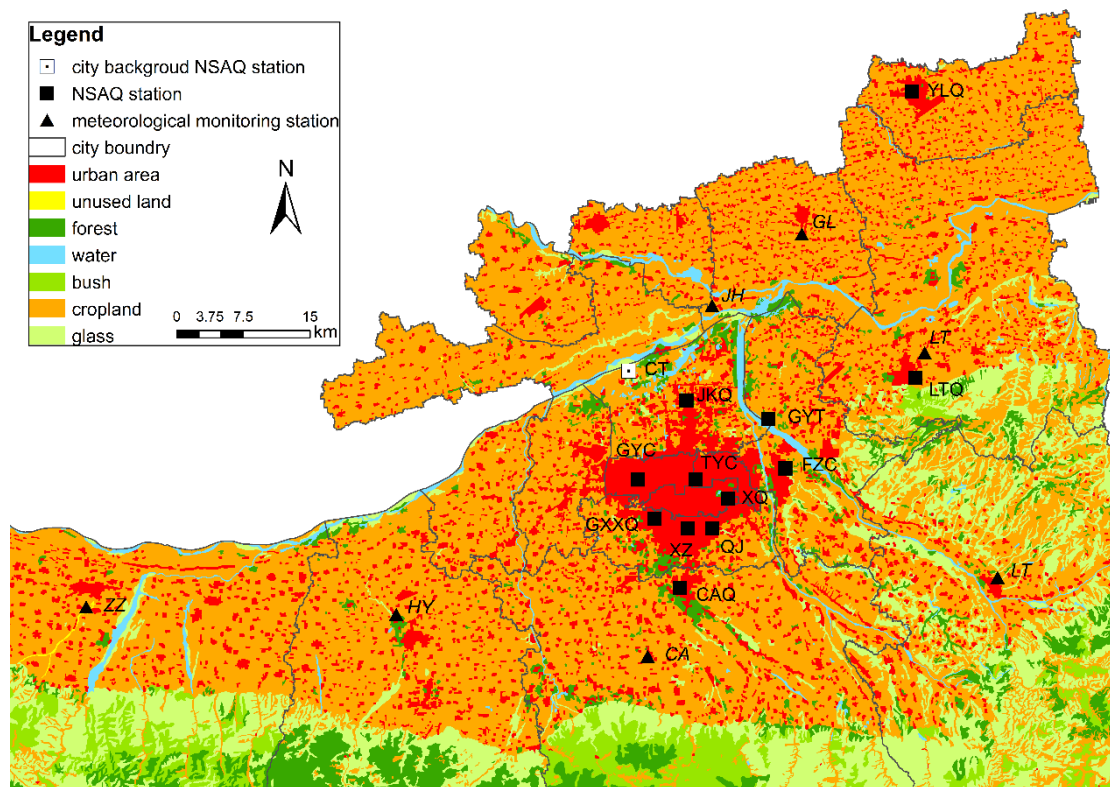 Legend
city backgroud NSAQ station
NSAQ station
meteorological monitoring station
city boundry
urban area
unused land
forest
water
bush
cropland
glass
N
0 3.75 7.5 15
km
YLQ
GL
JH
LT
CT
LTQ
JKQ
GYT
GYC
TYC
FZC
XQ
GXXQ
XZ
QJ
LT
CAQ
ZZ
HY
CA